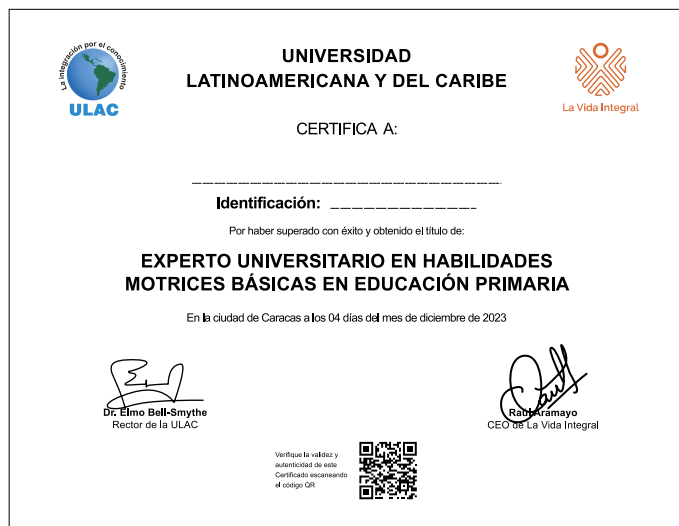 La integración por el conocimiento
ULAC
UNIVERSIDAD
LATINOAMERICANA Y DEL CARIBE
La Vida Integral
CERTIFICA A:
Identificación:
Por haber superado con éxito y obtenido el título de:
EXPERTO UNIVERSITARIO EN HABILIDADES
MOTRICES BÁSICAS EN EDUCACIÓN PRIMARIA
En la ciudad de Caracas a los 04 días del mes de diciembre de 2023
Dr. Elmo Bell-Smythe
Rector de la ULAC
Raúl Aramayo
CEO de La Vida Integral
Verifique la validez y
autenticidad de este
Certificado escaneando
el código QR